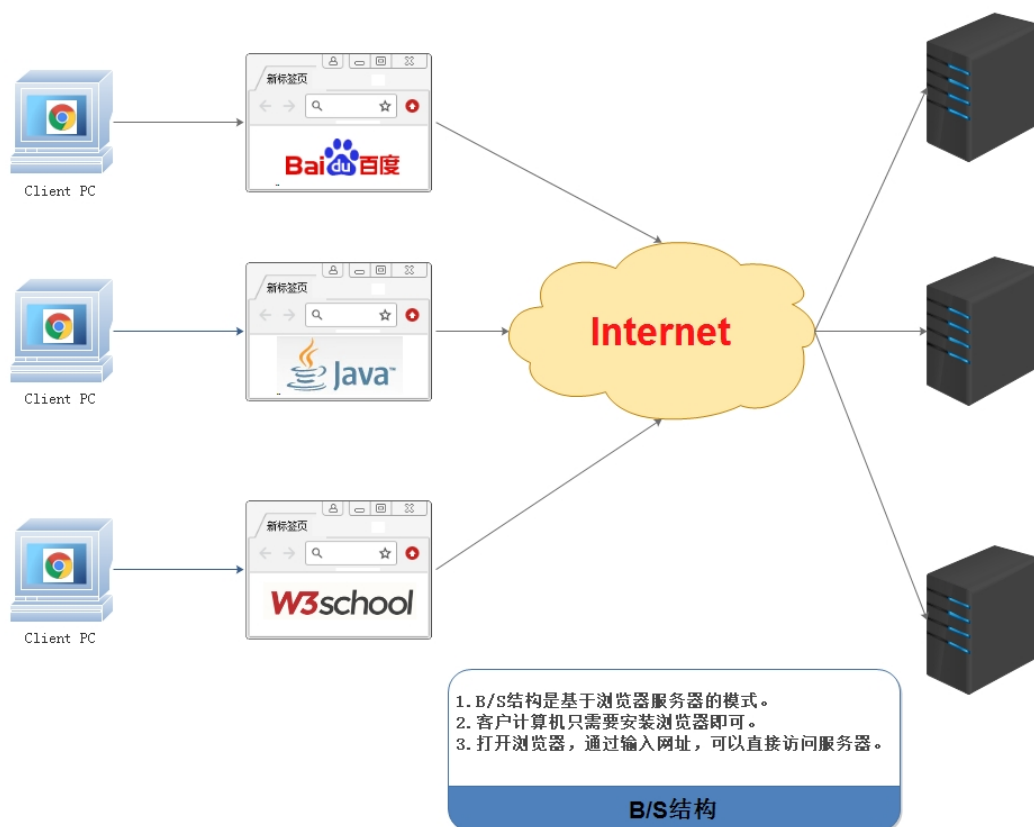 新标签页
Baidu百度
Client PC
新标签页
Java™
Internet
Client PC
新标签页
W3school
Client PC
1. B/S结构是基于浏览器服务器的模式。
2. 客户计算机只需要安装浏览器即可。
3. 打开浏览器，通过输入网址，可以直接访问服务器。
B/S结构